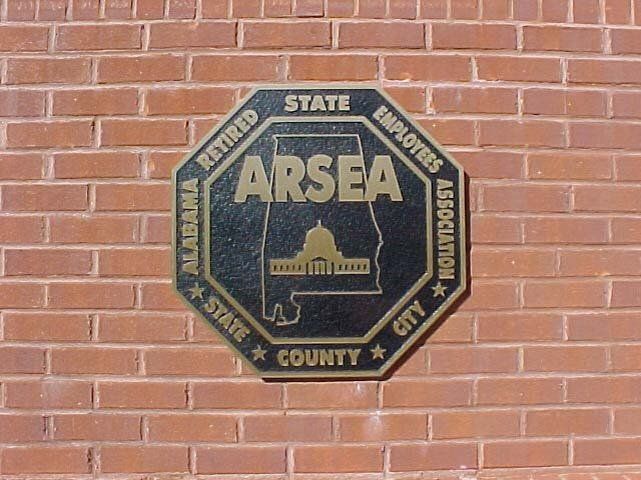 ALABAMA RETIRED STATE EMPLOYEES ASSOCIATION
ARSEA
STATE COUNTY CITY